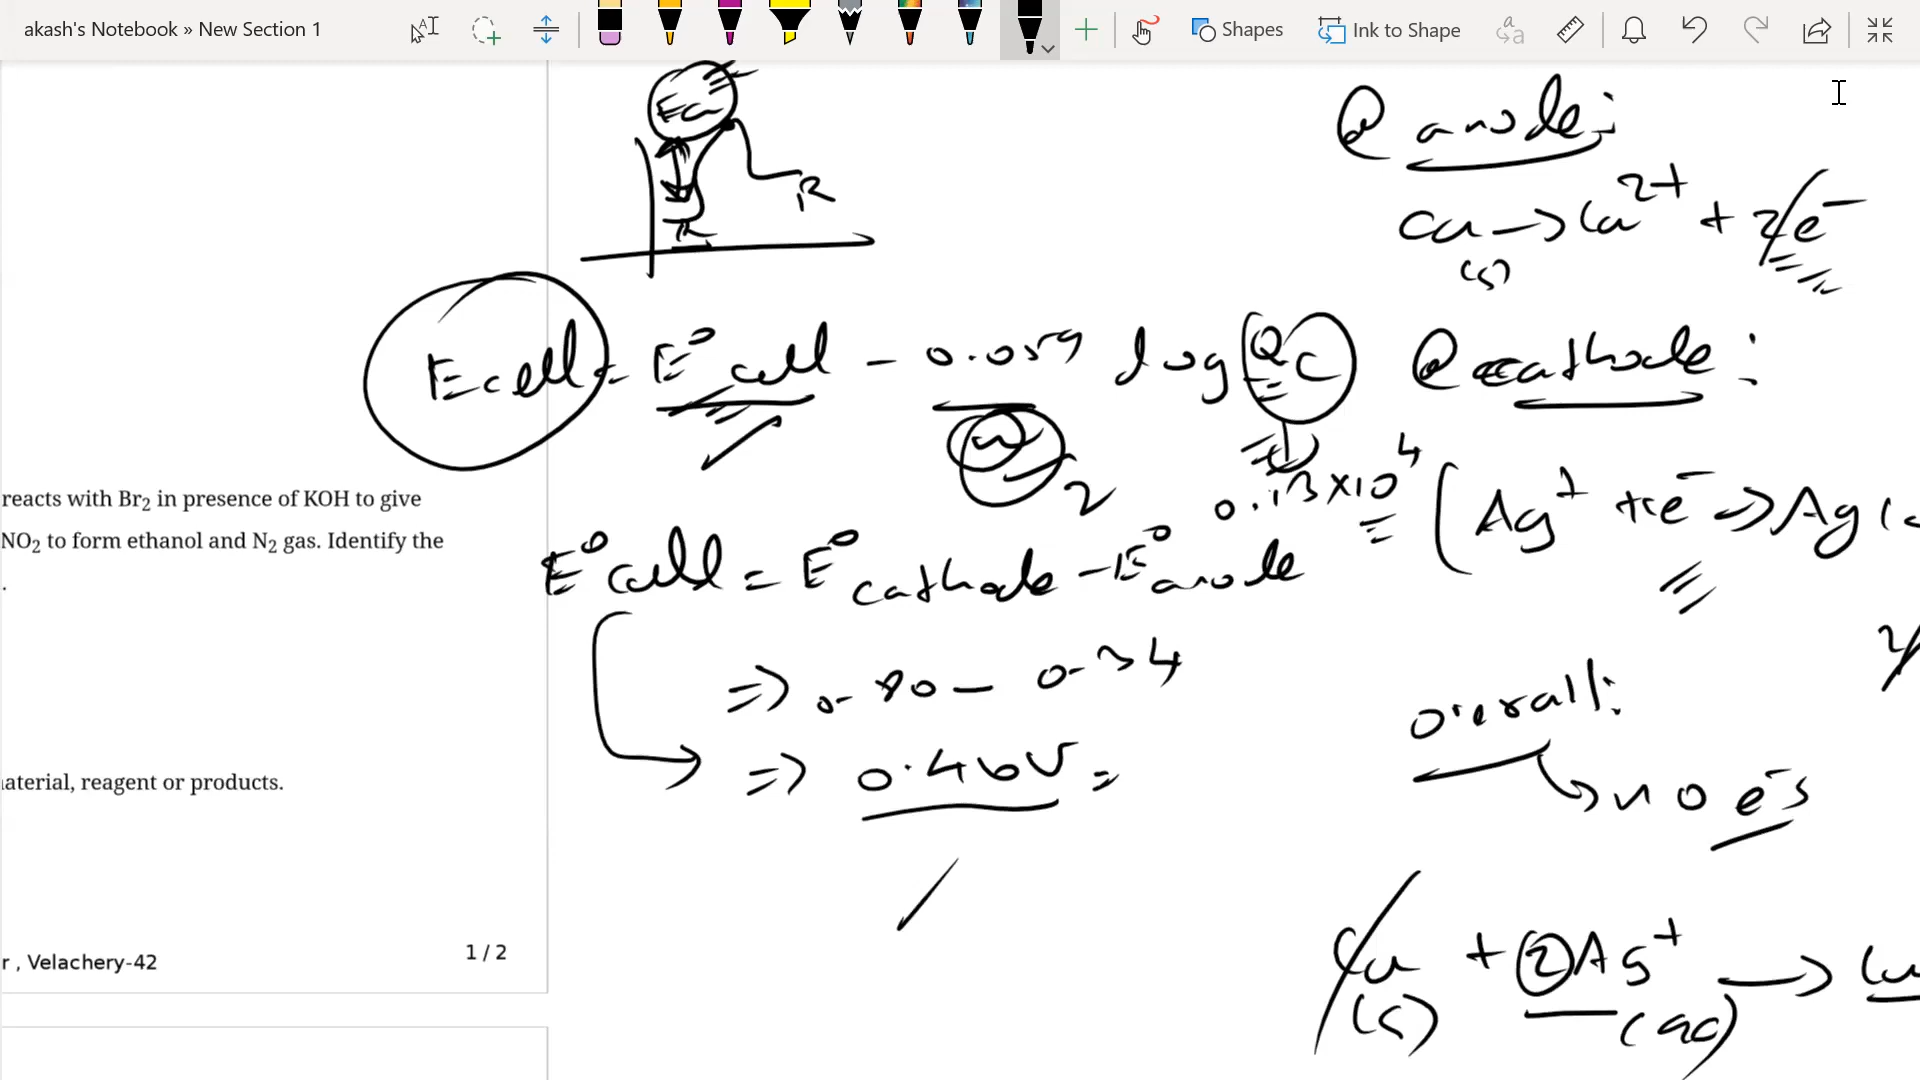 akash's Notebook » New Section 1
Shapes
Ink to Shape
@ anode:
R
Cu → Cu²⁺ + 2e⁻
(s)
Ecell = E°cell - 0.059 log Qc
n
2
@ cathode:
0.13×10⁴
(Ag⁺ + e⁻ → Ag (
reacts with Br₂ in presence of KOH to give
NO₂ to form ethanol and N₂ gas. Identify the
.
E°cell = E°cathode - E°anode
⇒ 0.80 - 0.34
⇒ 0.46V =
overall:
no e⁻s
aterial, reagent or products.
r , Velachery-42
1 / 2
Cu + 2Ag⁺ → Cu
(s) (aq)